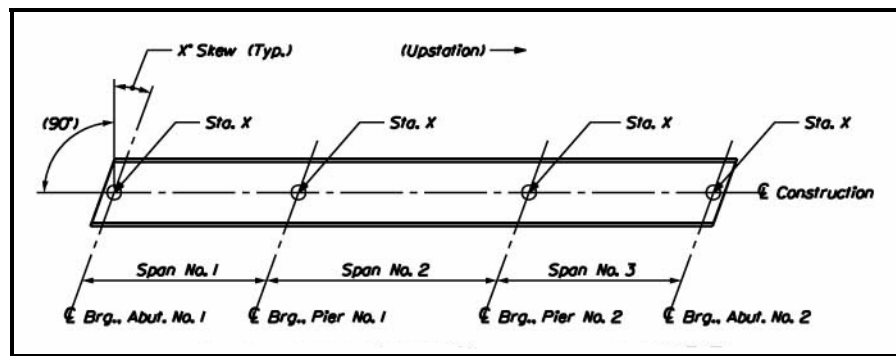 X° Skew (Typ.)
(Upstation)
(90°)
Sta. X
Sta. X
Sta. X
Sta. X
℄ Construction
Span No. 1
Span No. 2
Span No. 3
℄ Brg., Abut. No. 1
℄ Brg., Pier No. 1
℄ Brg., Pier No. 2
℄ Brg., Abut. No. 2